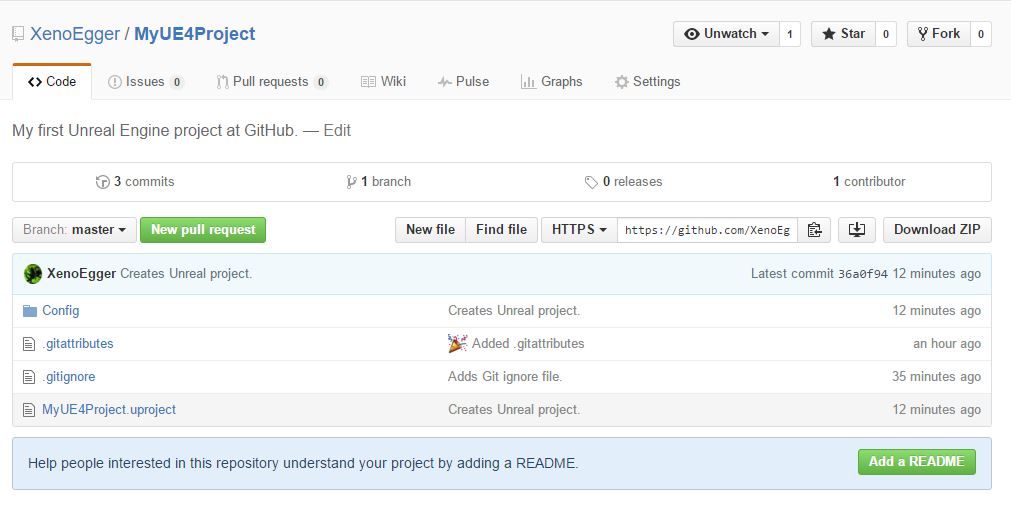 XenoEgger / MyUE4Project Unwatch 1 Star 0 Fork 0
Code Issues 0 Pull requests 0 Wiki Pulse Graphs Settings
My first Unreal Engine project at GitHub. — Edit
3 commits 1 branch 0 releases 1 contributor
Branch: master New pull request New file Find file HTTPS https://github.com/XenoEg Download ZIP
XenoEgger Creates Unreal project. Latest commit 36a0f94 12 minutes ago
Config Creates Unreal project. 12 minutes ago
.gitattributes Added .gitattributes an hour ago
.gitignore Adds Git ignore file. 35 minutes ago
MyUE4Project.uproject Creates Unreal project. 12 minutes ago
Help people interested in this repository understand your project by adding a README. Add a README